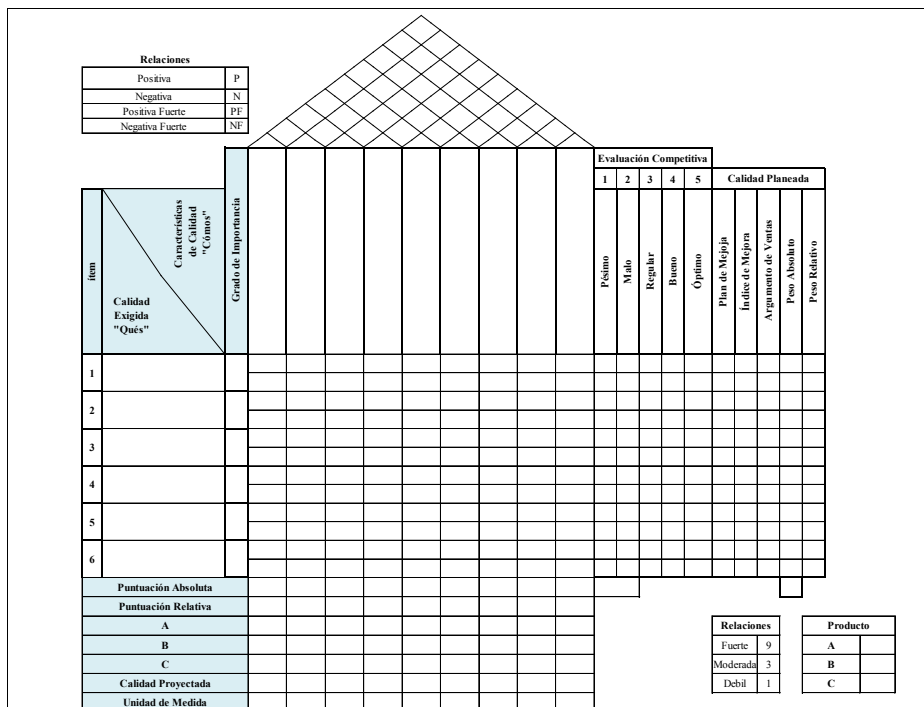 Relaciones
Positiva P
Negativa N
Positiva Fuerte PF
Negativa Fuerte NF
Evaluación Competitiva
1 2 3 4 5 Calidad Planeada
item
Características
de Calidad
"Cómos"
Calidad
Exigida
"Qués"
Grado de Importancia
Pésimo
Malo
Regular
Bueno
Óptimo
Plan de Mejoja
Índice de Mejora
Argumento de Ventas
Peso Absoluto
Peso Relativo
1
2
3
4
5
6
Puntuación Absoluta
Puntuación Relativa
A
B
C
Calidad Proyectada
Unidad de Medida
Relaciones
Fuerte 9
Moderada 3
Debil 1
Producto
A
B
C